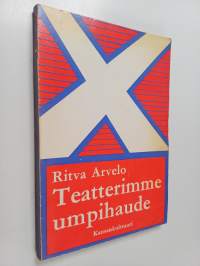 Ritva Arvelo
Teatterimme
umpihaude
Kansankulttuuri